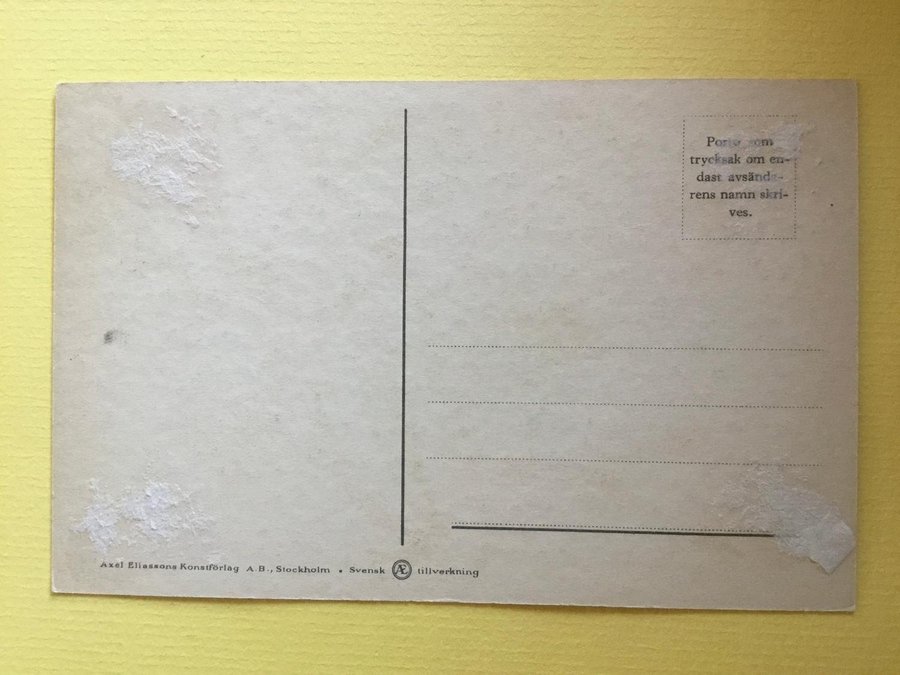 Porto som
trycksak om en-
dast avsända-
rens namn skri-
ves.
Axel Eliassons Konstförlag A.B., Stockholm • Svensk Æ tillverkning